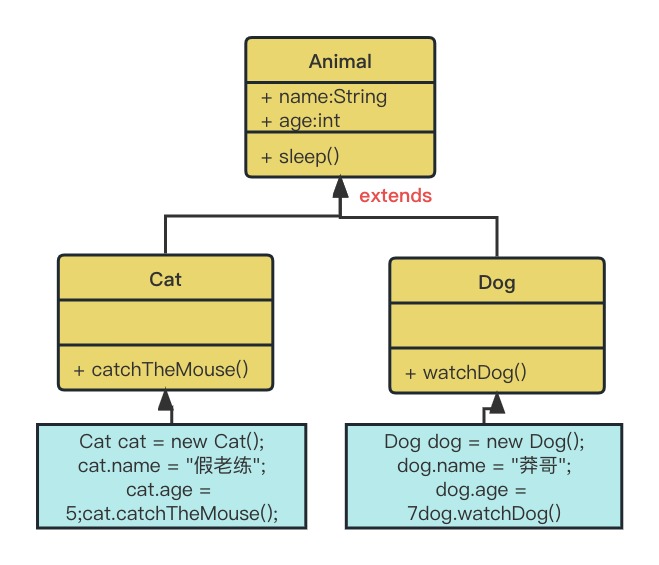 Animal
+ name:String
+ age:int
+ sleep()
extends
Cat
+ catchTheMouse()
Dog
+ watchDog()
Cat cat = new Cat();
cat.name = "假老练";
cat.age =
5;cat.catchTheMouse();
Dog dog = new Dog();
dog.name = "莽哥";
dog.age =
7dog.watchDog()